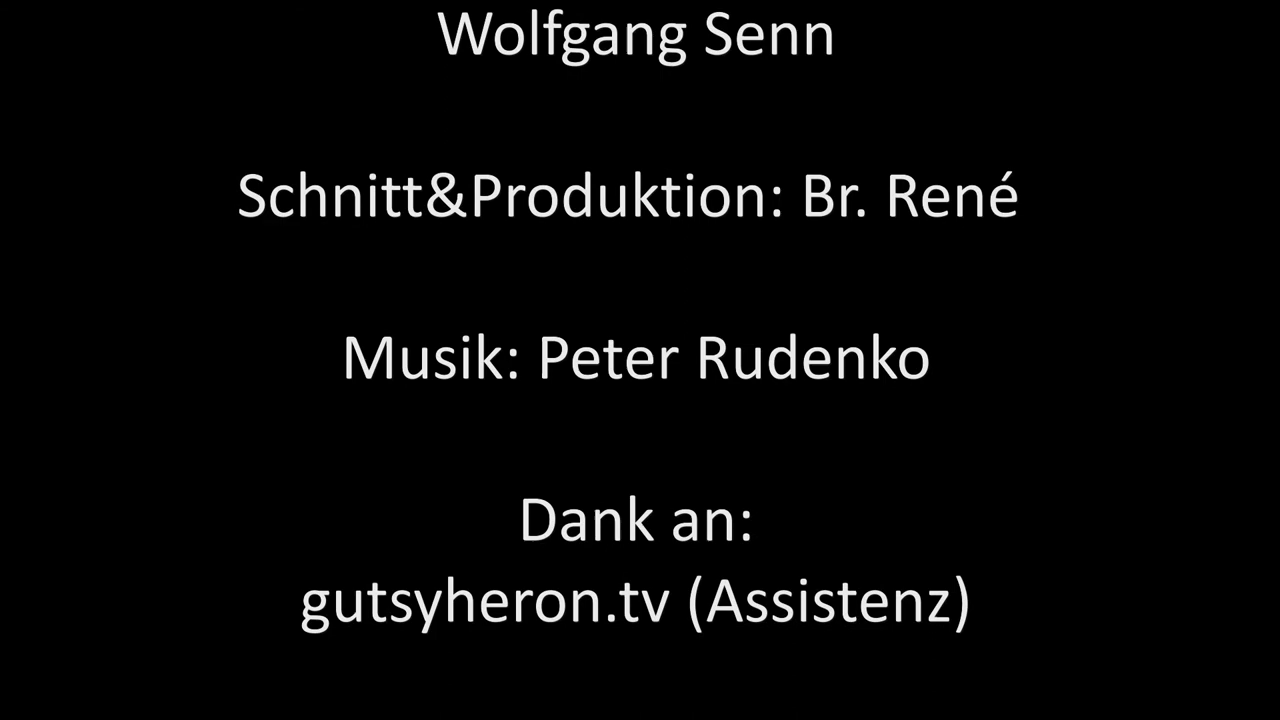 Wolfgang Senn
Schnitt&Produktion: Br. René
Musik: Peter Rudenko
Dank an:
gutsyheron.tv (Assistenz)